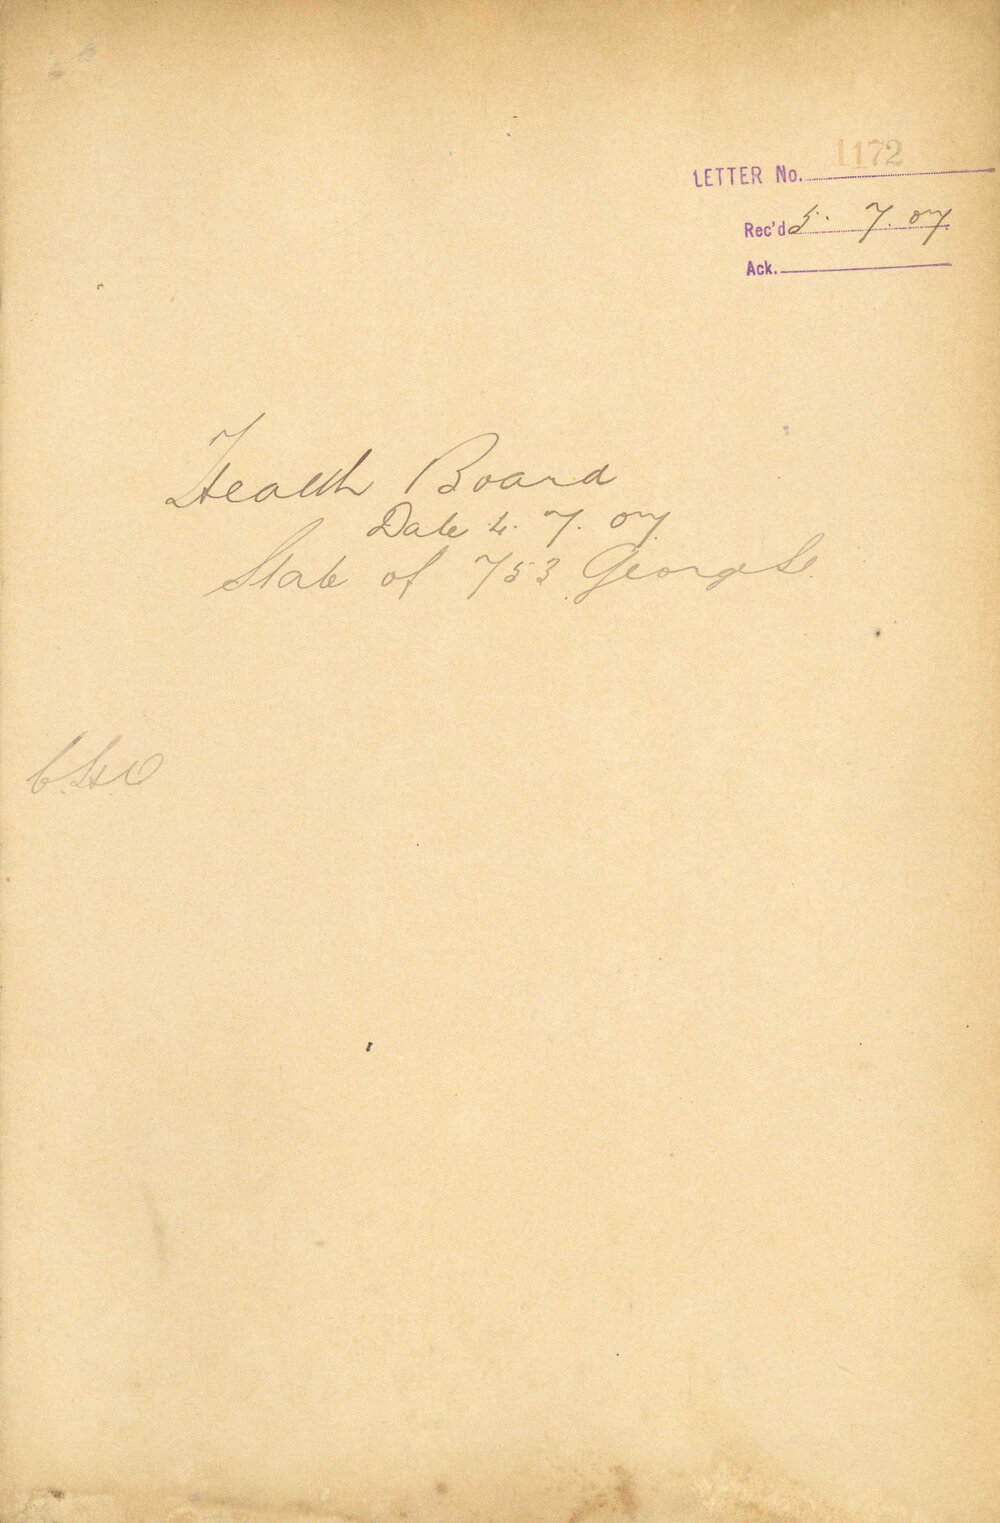 LETTER No. 1172
Rec'd 5. 7. 07
Ack.
Health Board
Date 4. 7. 07
State of 753 George St.
C.H.O